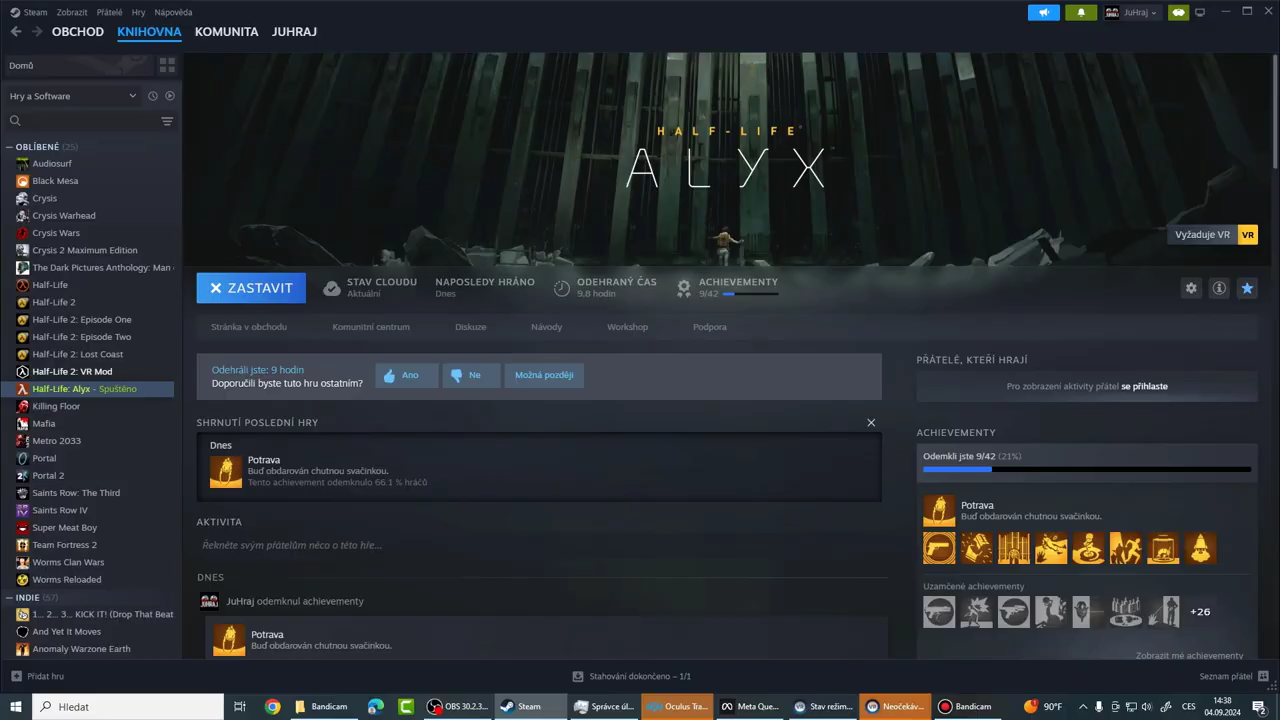 Steam Zobrazit Přátelé Hry Nápověda
JuHraj
OBCHOD KNIHOVNA KOMUNITA JUHRAJ
Domů
Hry a Software
OBLÍBENÉ (25)
Audiosurf
Black Mesa
Crysis
Crysis Warhead
Crysis Wars
Crysis 2 Maximum Edition
The Dark Pictures Anthology: Man
Half-Life
Half-Life 2
Half-Life 2: Episode One
Half-Life 2: Episode Two
Half-Life 2: Lost Coast
Half-Life 2: VR Mod
Half-Life: Alyx - Spuštěno
Killing Floor
Mafia
Metro 2033
Portal
Portal 2
Saints Row: The Third
Saints Row IV
Super Meat Boy
Team Fortress 2
Worms Clan Wars
Worms Reloaded
INDIE (57)
1... 2... 3... KICK IT! (Drop That Beat
And Yet It Moves
Anomaly Warzone Earth
HALF-LIFE
ALYX
Vyžaduje VR VR
ZASTAVIT
STAV CLOUDU
Aktuální
NAPOSLEDY HRÁNO
Dnes
ODEHRANÝ ČAS
9,8 hodin
ACHIEVEMENTY
9/42
Stránka v obchodu Komunitní centrum Diskuze Návody Workshop Podpora
Odehráli jste: 9 hodin
Doporučili byste tuto hru ostatním?
Ano Ne Možná později
SHRNUTÍ POSLEDNÍ HRY
Dnes
Potrava
Buď obdarován chutnou svačinkou.
Tento achievement odemknulo 66.1 % hráčů
AKTIVITA
Řekněte svým přátelům něco o této hře...
DNES
JuHraj odemknul achievementy
Potrava
Buď obdarován chutnou svačinkou.
PŘÁTELÉ, KTEŘÍ HRAJÍ
Pro zobrazení aktivity přátel se přihlaste
ACHIEVEMENTY
Odemkli jste 9/42 (21%)
Potrava
Buď obdarován chutnou svačinkou.
Uzamčené achievementy
+26
Zobrazit mé achievementy
Přidat hru
Stahování dokončeno – 1/1
Seznam přátel
Hledat
Bandicam
OBS 30.2.3...
Steam
Správce úl...
Oculus Tra...
Meta Que...
Stav režim...
Neočekáv...
Bandicam
90°F
CES
14:38
04.09.2024
2